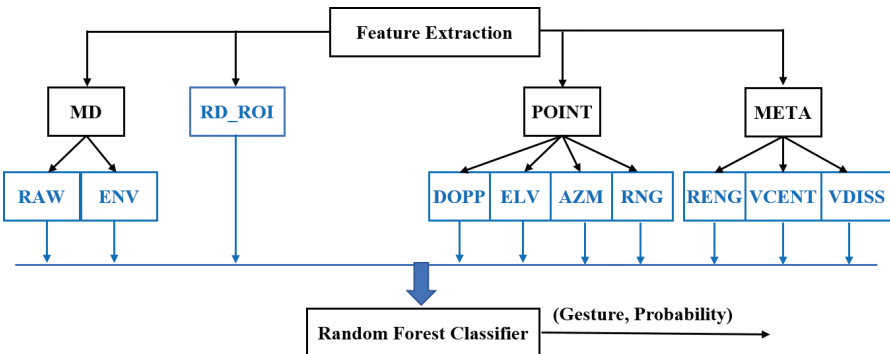 Feature Extraction
MD
RD_ROI
POINT
META
RAW
ENV
DOPP
ELV
AZM
RNG
RENG
VCENT
VDISS
(Gesture, Probability)
Random Forest Classifier